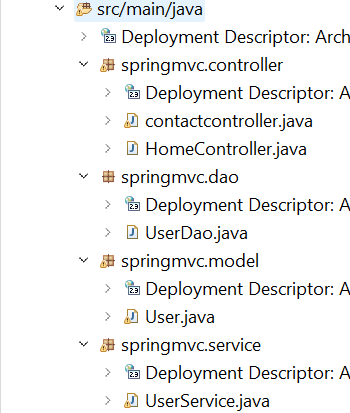 src/main/java
Deployment Descriptor: Arch
springmvc.controller
Deployment Descriptor: A
contactcontroller.java
HomeController.java
springmvc.dao
Deployment Descriptor: A
UserDao.java
springmvc.model
Deployment Descriptor: A
User.java
springmvc.service
Deployment Descriptor: A
UserService.java